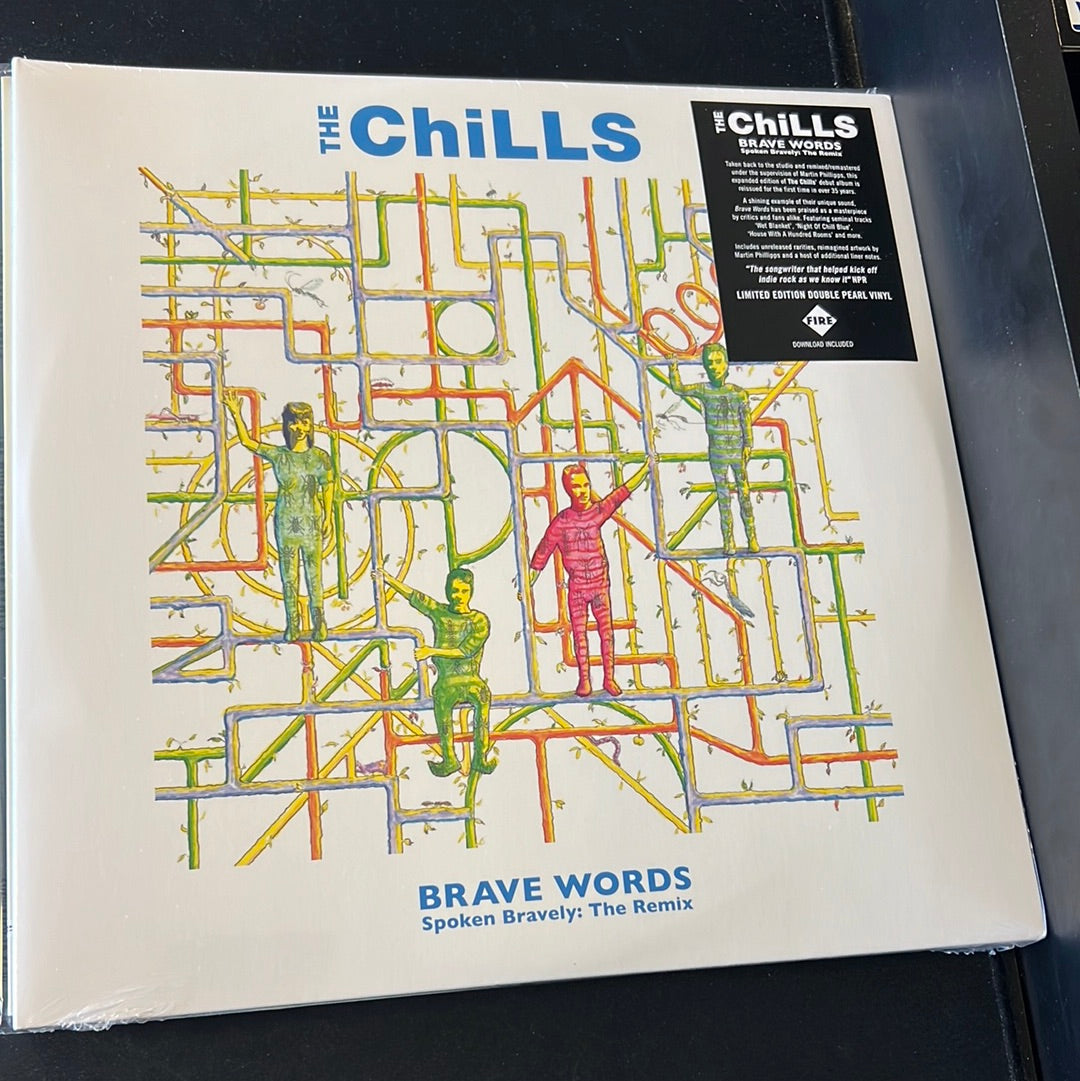 THE ChiLLS
THE ChiLLS
BRAVE WORDS
Spoken Bravely: The Remix
Taken back to the studio and remixed/remastered
under the supervision of Martin Phillipps, this
expanded edition of The Chills' debut album is
reissued for the first time in over 35 years.
A shining example of their unique sound,
Brave Words has been praised as a masterpiece
by critics and fans alike. Featuring seminal tracks
'Wet Blanket', 'Night Of Chill Blue',
'House With A Hundred Rooms' and more.
Includes unreleased rarities, reimagined artwork by
Martin Phillipps and a host of additional liner notes.
"The songwriter that helped kick off
indie rock as we know it" NPR
LIMITED EDITION DOUBLE PEARL VINYL
FIRE
DOWNLOAD INCLUDED
BRAVE WORDS
Spoken Bravely: The Remix